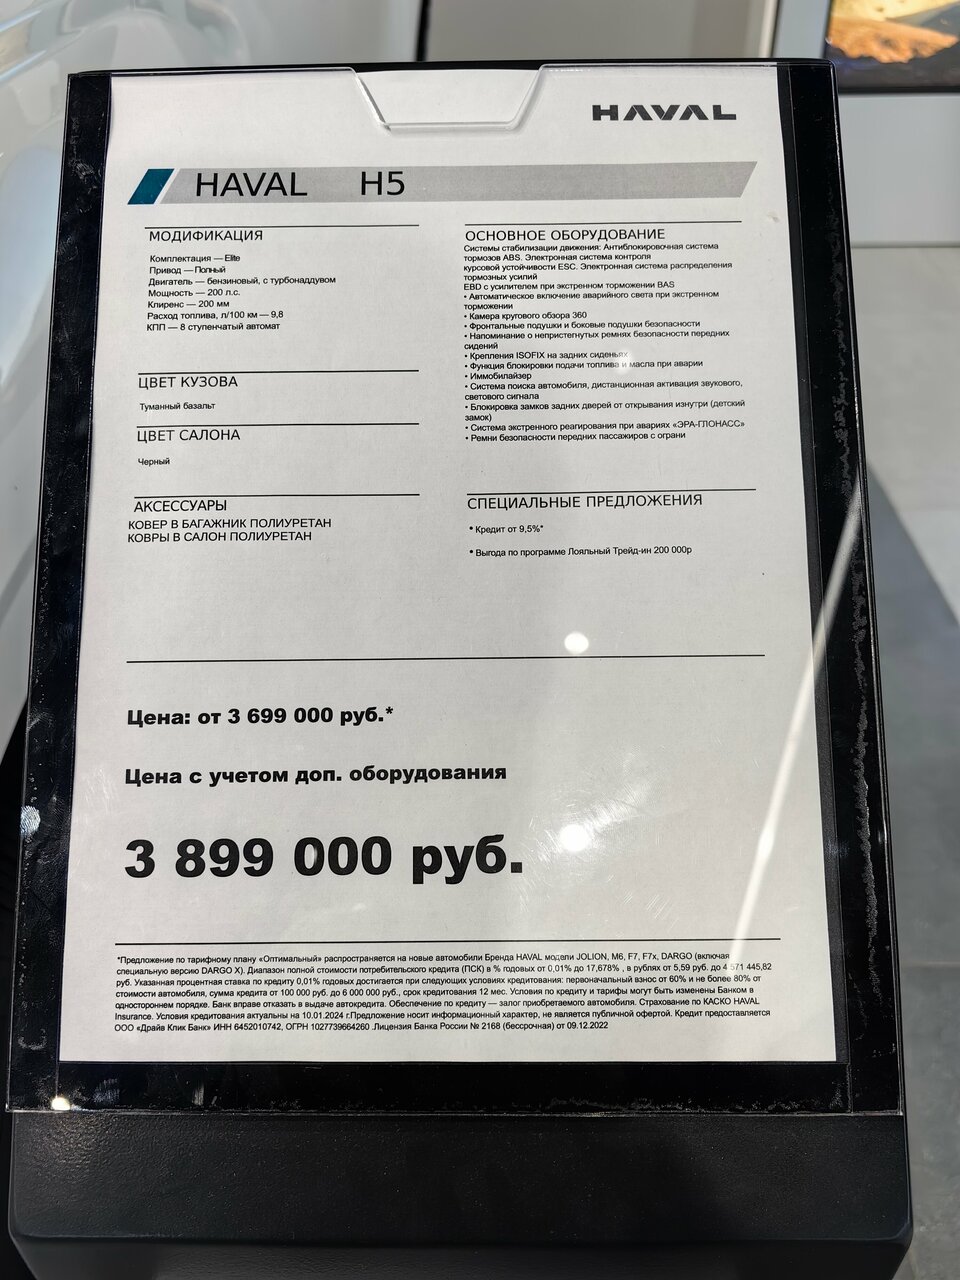 HAVAL
HAVAL H5
МОДИФИКАЦИЯ
Комплектация — Elite
Привод — Полный
Двигатель — бензиновый, с турбонаддувом
Мощность — 200 л.с.
Клиренс — 200 мм
Расход топлива, л/100 км — 9,8
КПП — 8 ступенчатый автомат
ЦВЕТ КУЗОВА
Туманный базальт
ЦВЕТ САЛОНА
Черный
АКСЕССУАРЫ
КОВЕР В БАГАЖНИК ПОЛИУРЕТАН
КОВРЫ В САЛОН ПОЛИУРЕТАН
ОСНОВНОЕ ОБОРУДОВАНИЕ
Системы стабилизации движения: Антиблокировочная система
тормозов ABS. Электронная система контроля
курсовой устойчивости ESC. Электронная система распределения
тормозных усилий
EBD с усилителем при экстренном торможении BAS
• Автоматическое включение аварийного света при экстренном
торможении
• Камера кругового обзора 360
• Фронтальные подушки и боковые подушки безопасности
• Напоминание о непристегнутых ремнях безопасности передних
сидений
• Крепления ISOFIX на задних сиденьях
• Функция блокировки подачи топлива и масла при аварии
• Иммобилайзер
• Система поиска автомобиля, дистанционная активация звукового,
светового сигнала
• Блокировка замков задних дверей от открывания изнутри (детский
замок)
• Система экстренного реагирования при авариях «ЭРА-ГЛОНАСС»
• Ремни безопасности передних пассажиров с ограни
СПЕЦИАЛЬНЫЕ ПРЕДЛОЖЕНИЯ
• Кредит от 9,5%*
• Выгода по программе Лояльный Трейд-ин 200 000р
Цена: от 3 699 000 руб.*
Цена с учетом доп. оборудования
3 899 000 руб.
*Предложение по тарифному плану «Оптимальный» распространяется на новые автомобили Бренда HAVAL модели JOLION, M6, F7, F7x, DARGO (включая
специальную версию DARGO X). Диапазон полной стоимости потребительского кредита (ПСК) в % годовых от 0,01% до 17,678% , в рублях от 5,59 руб. до 4 571 445,82
руб. Указанная процентная ставка по кредиту 0,01% годовых достигается при следующих условиях кредитования: первоначальный взнос от 60% и не более 80% от
стоимости автомобиля, сумма кредита от 100 000 руб. до 6 000 000 руб., срок кредитования 12 мес. Условия по кредиту и тарифы могут быть изменены Банком в
одностороннем порядке. Банк вправе отказать в выдаче автокредита. Обеспечение по кредиту — залог приобретаемого автомобиля. Страхование по КАСКО HAVAL
Insurance. Условия кредитования актуальны на 10.01.2024 г.Предложение носит информационный характер, не является публичной офертой. Кредит предоставляется
ООО «Драйв Клик Банк» ИНН 6452010742, ОГРН 1027739664260 .Лицензия Банка России № 2168 (бессрочная) от 09.12.2022